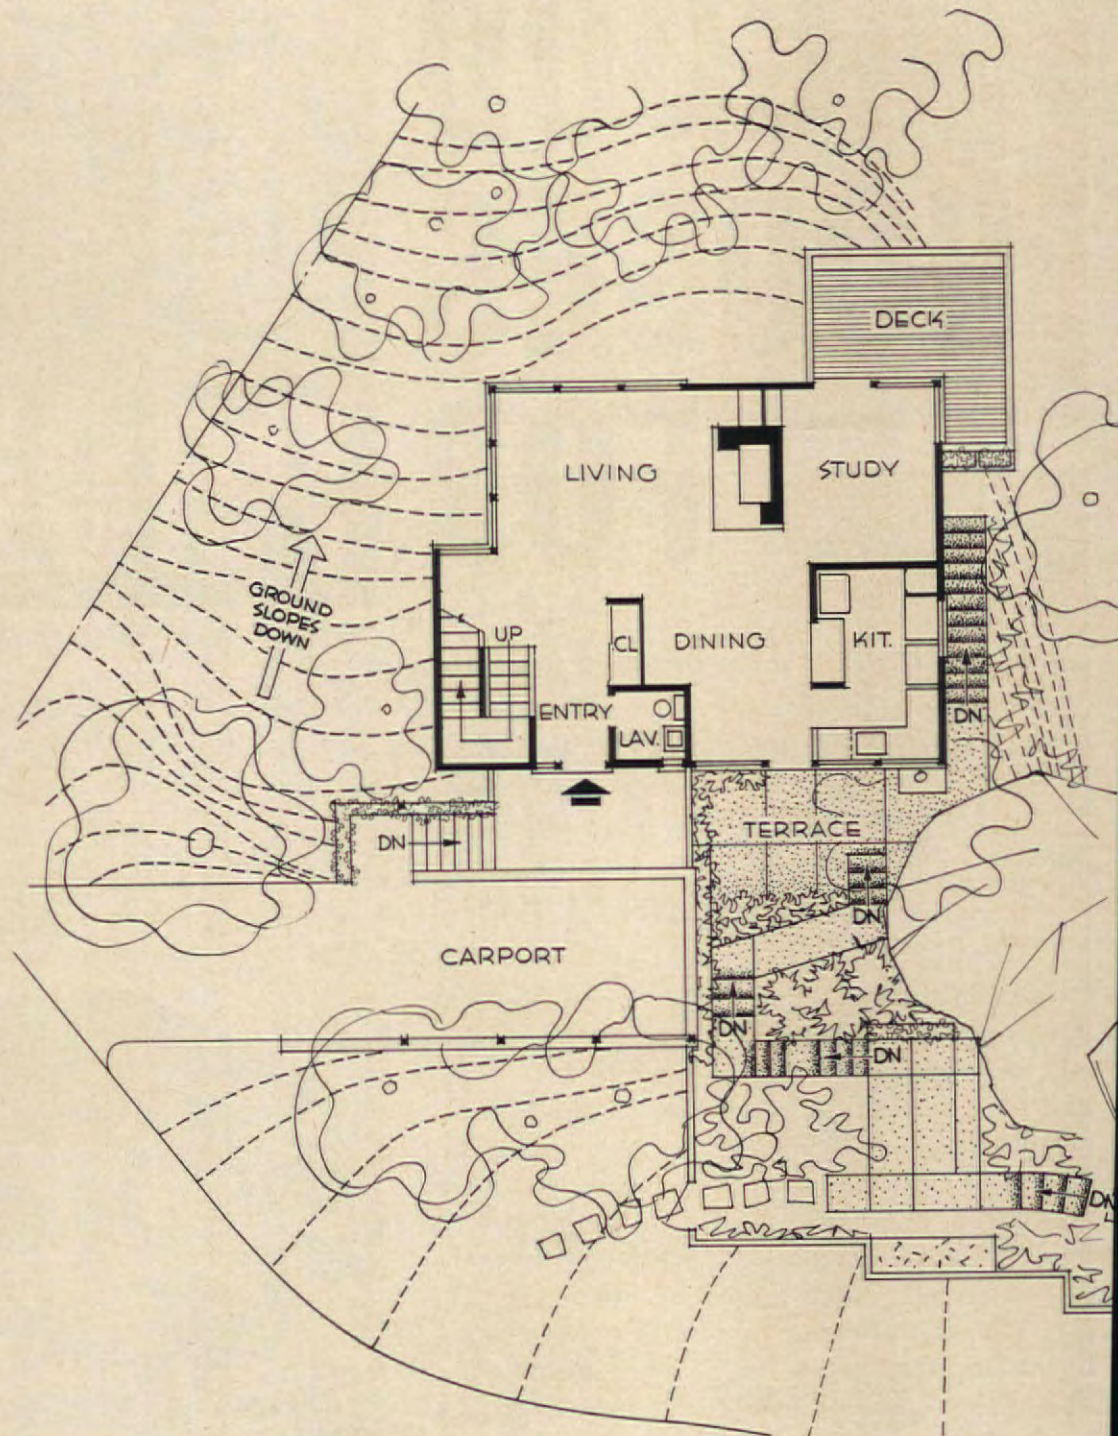 DECK
LIVING
STUDY
GROUND
SLOPES
DOWN
UP
CL
DINING
KIT.
ENTRY
LAV.
DN
TERRACE
DN
DN
CARPORT
DN
DN
DN